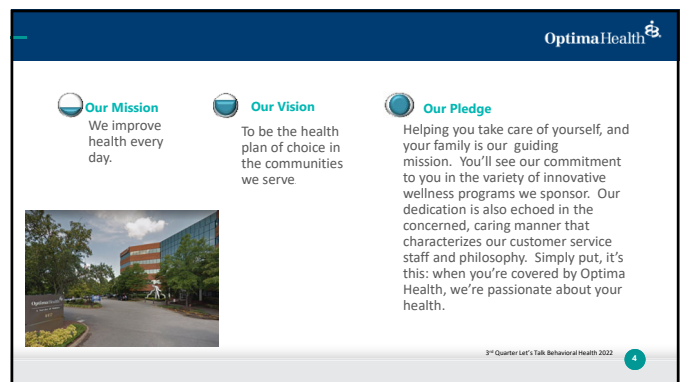 OptimaHealth
Our Mission
We improve
health every
day.
Our Vision
To be the health
plan of choice in
the communities
we serve.
Our Pledge
Helping you take care of yourself, and
your family is our guiding
mission. You'll see our commitment
to you in the variety of innovative
wellness programs we sponsor. Our
dedication is also echoed in the
concerned, caring manner that
characterizes our customer service
staff and philosophy. Simply put, it's
this: when you're covered by Optima
Health, we're passionate about your
health.
OptimaHealth
3rd Quarter Let's Talk Behavioral Health 2022
4